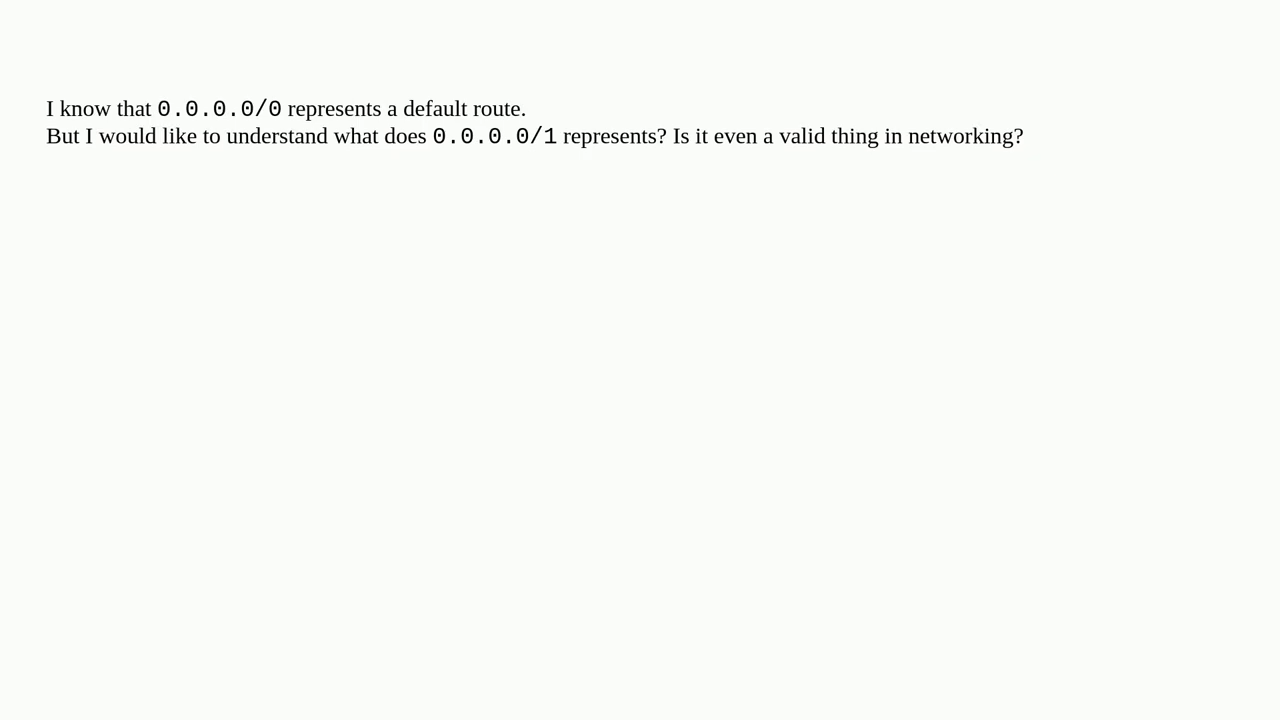 I know that 0.0.0.0/0 represents a default route.
But I would like to understand what does 0.0.0.0/1 represents? Is it even a valid thing in networking?